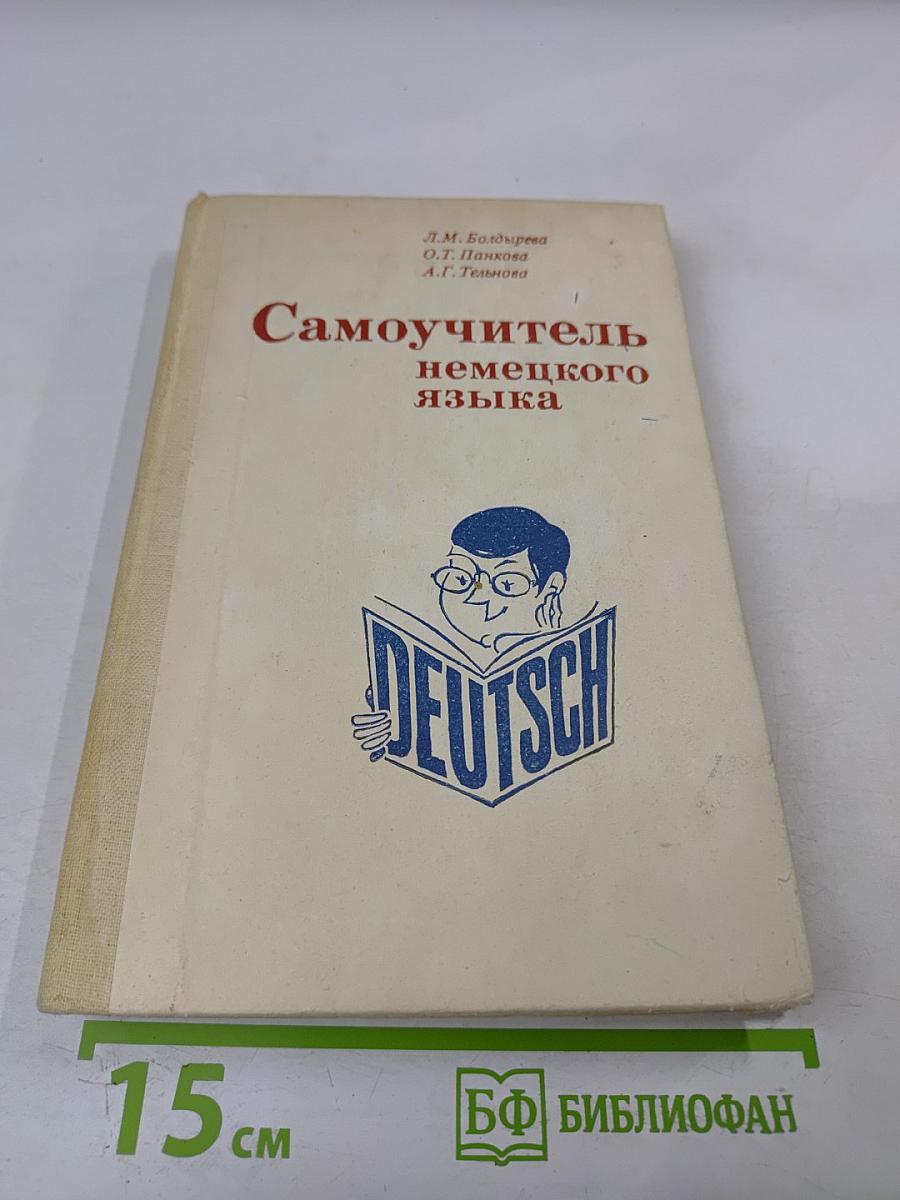 Л.М. Болдырева
О.Т. Панкова
А.Г. Тельнова
Самоучитель
немецкого
языка
DEUTSCH
15 см
БФ БИБЛИОФАН